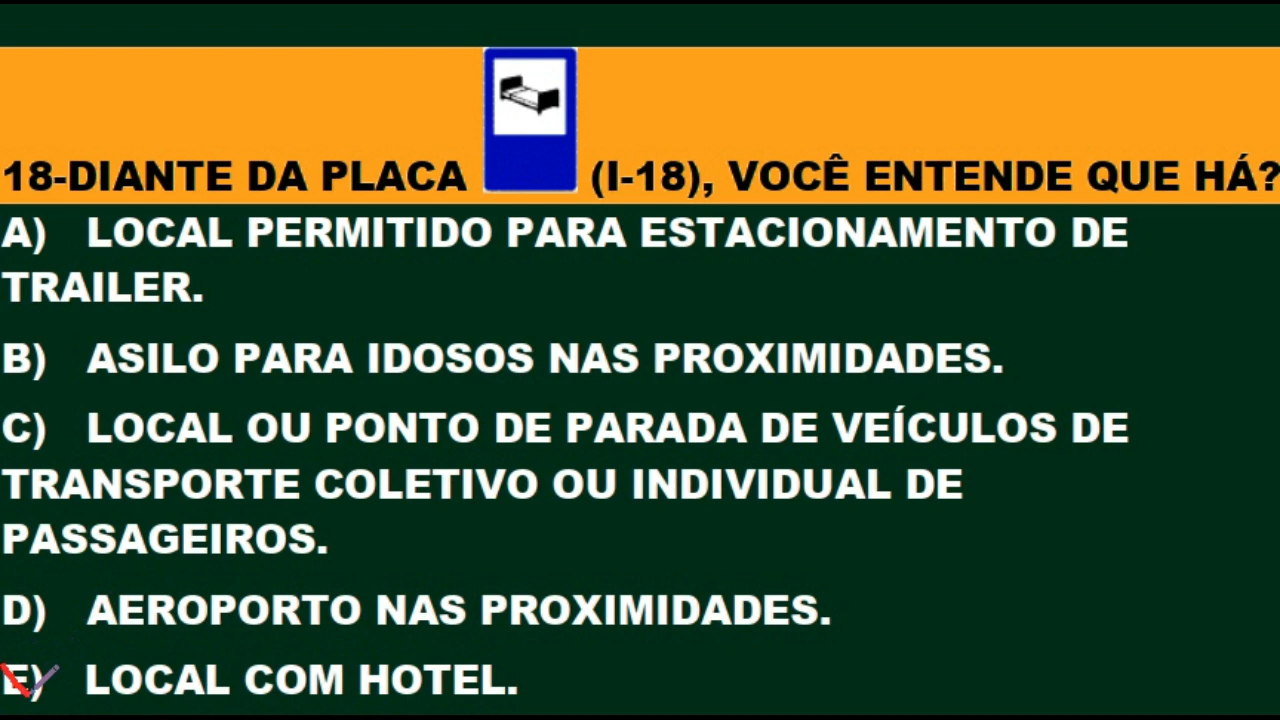 18-DIANTE DA PLACA (I-18), VOCÊ ENTENDE QUE HÁ?
A) LOCAL PERMITIDO PARA ESTACIONAMENTO DE
TRAILER.
B) ASILO PARA IDOSOS NAS PROXIMIDADES.
C) LOCAL OU PONTO DE PARADA DE VEÍCULOS DE
TRANSPORTE COLETIVO OU INDIVIDUAL DE
PASSAGEIROS.
D) AEROPORTO NAS PROXIMIDADES.
E) LOCAL COM HOTEL.